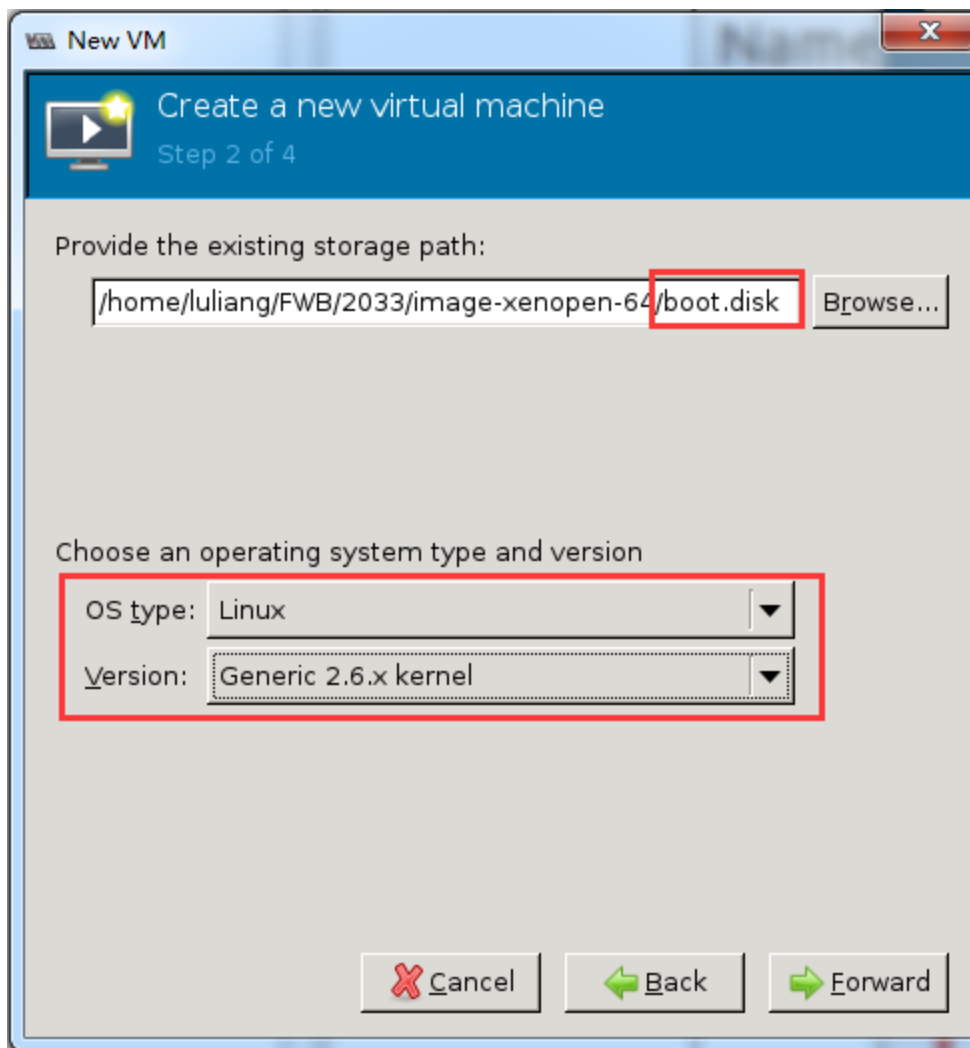 New VM
Name
Create a new virtual machine
Step 2 of 4
Provide the existing storage path:
/home/luliang/FWB/2033/image-xenopen-64/boot.disk Browse...
Choose an operating system type and version
OS type: Linux
Version: Generic 2.6.x kernel
Cancel Back Forward